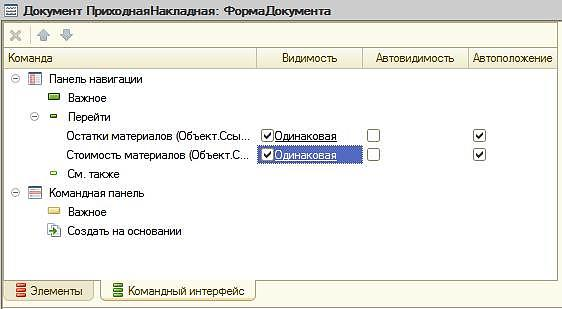 Документ ПриходнаяНакладная: ФормаДокумента
Команда Видимость Автовидимость Автоположение
Панель навигации
Важное
Перейти
Остатки материалов (Объект.Ссы... Одинаковая
Стоимость материалов (Объект.С... Одинаковая
См. также
Командная панель
Важное
Создать на основании
Элементы Командный интерфейс